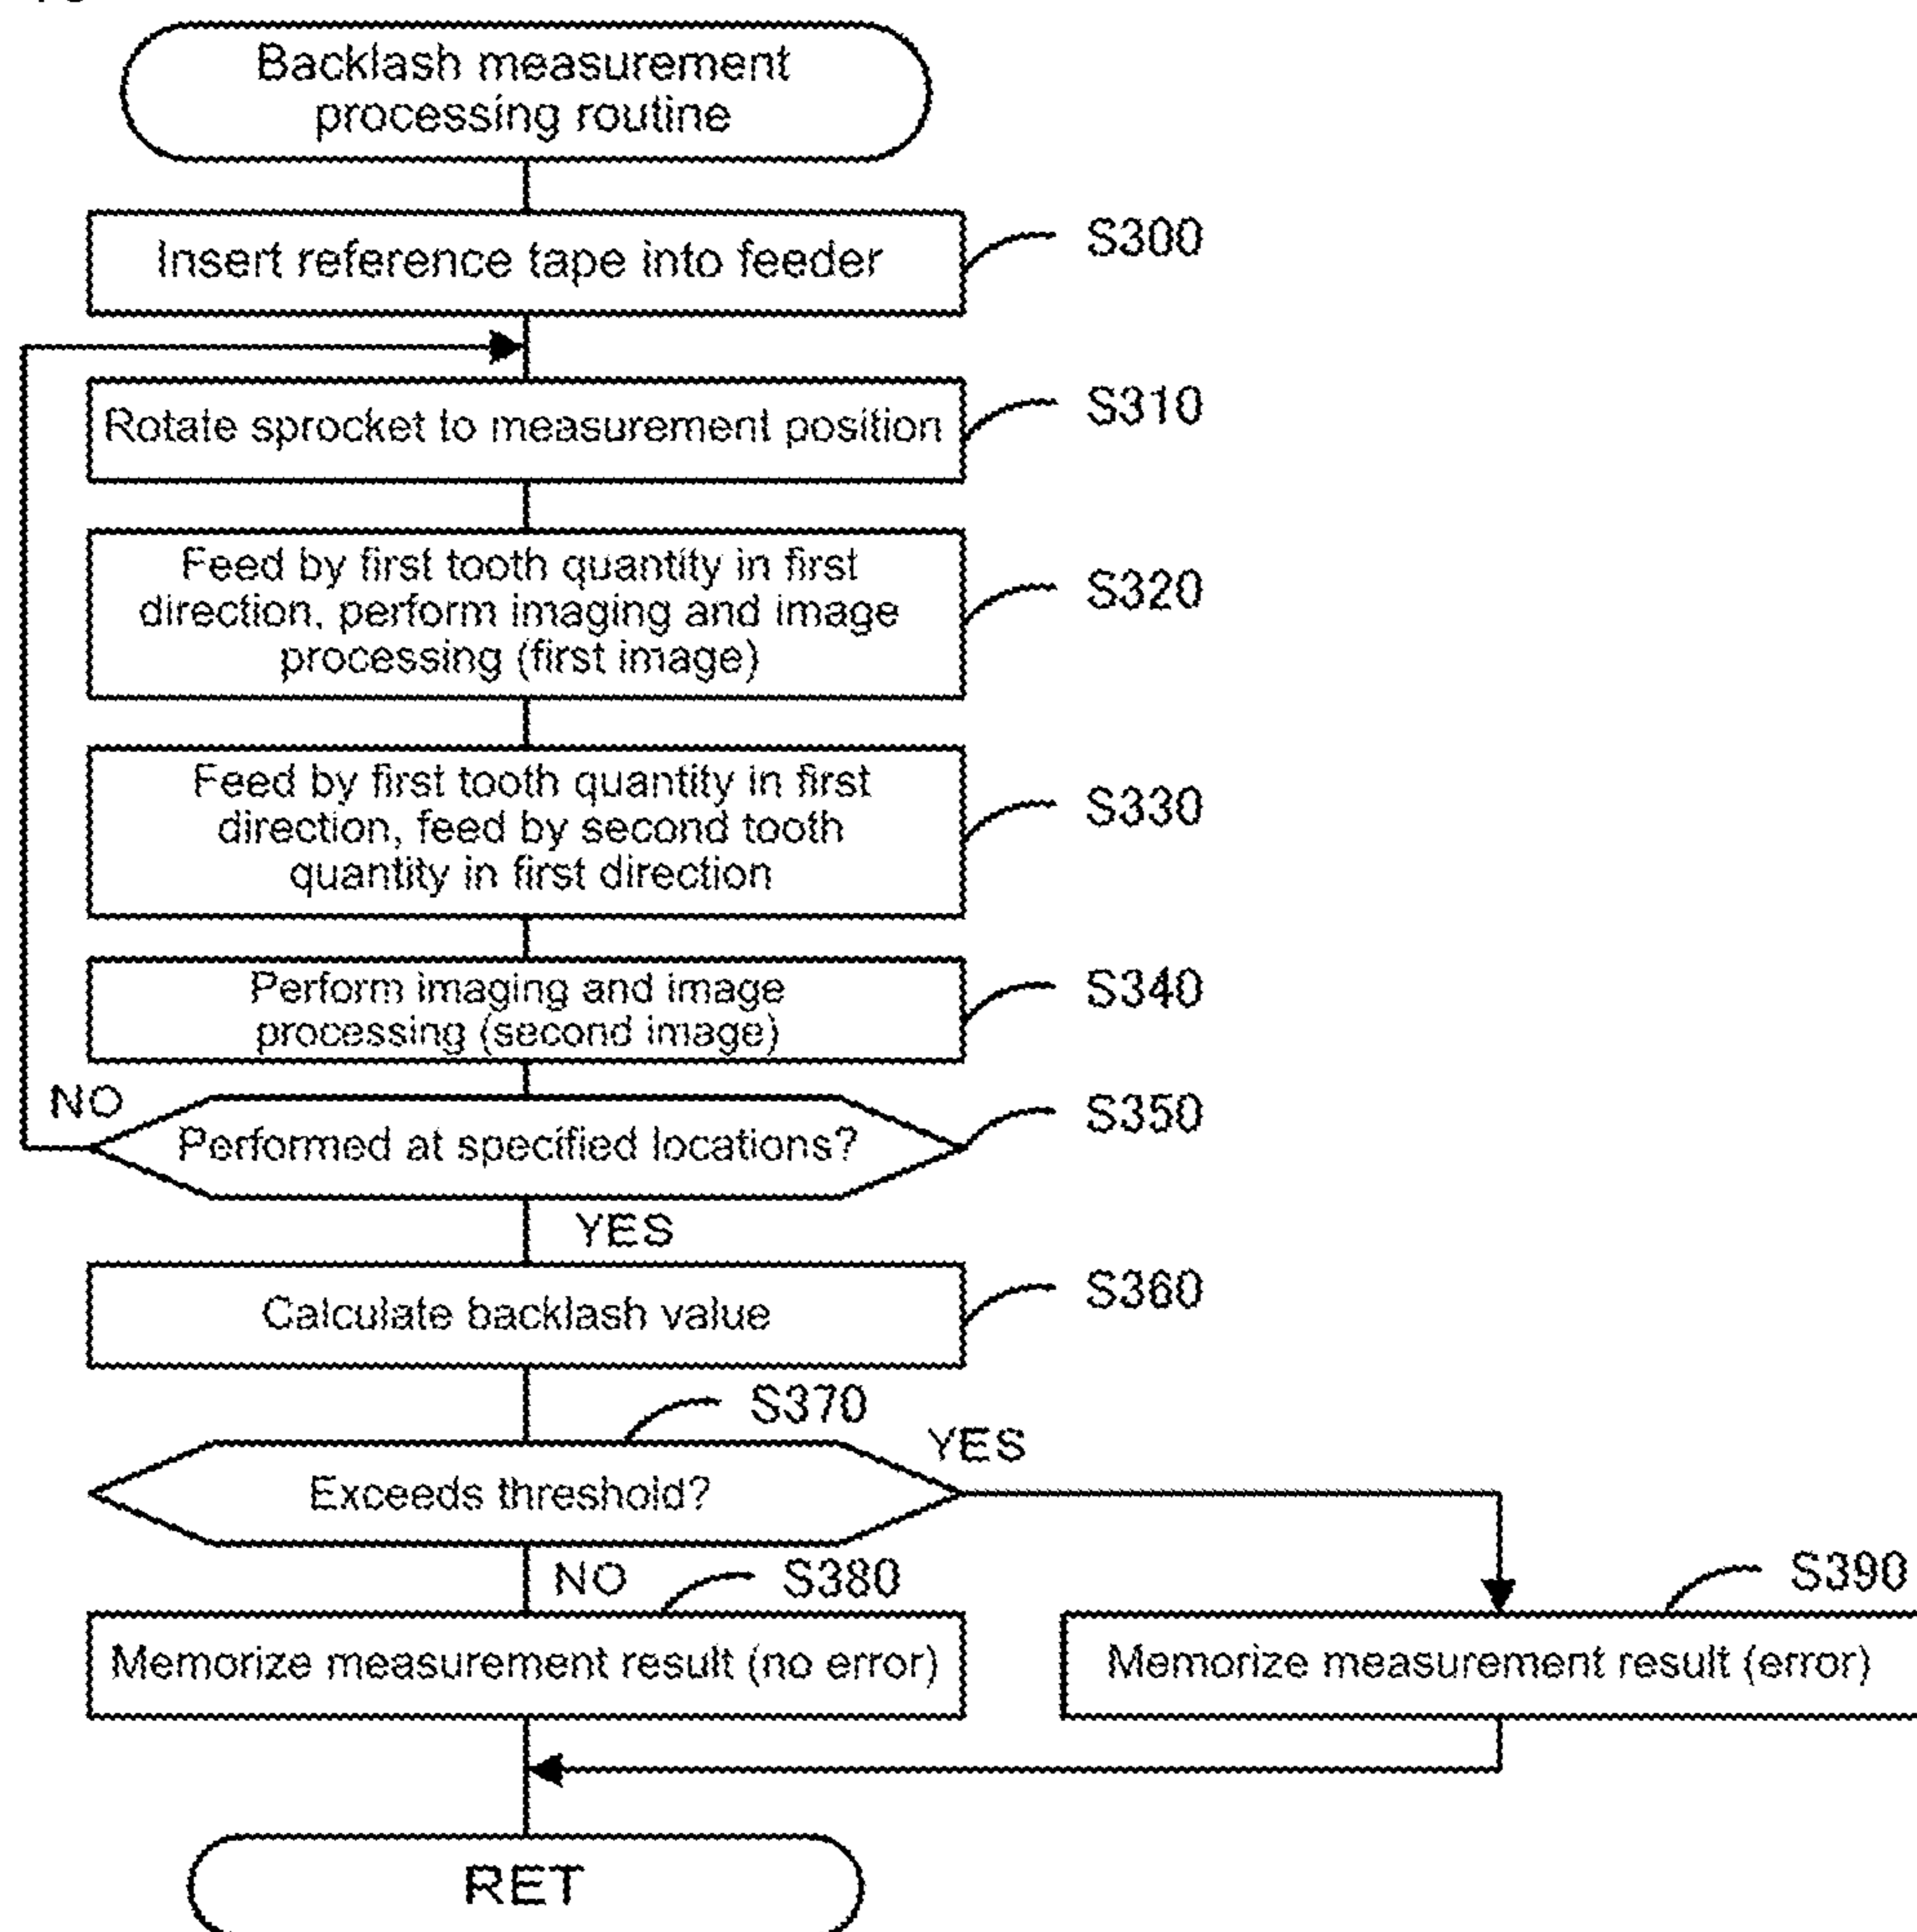 Backlash measurement
processing routine
Insert reference tape into feeder
S300
Rotate sprocket to measurement position
S310
Feed by first tooth quantity in first
direction, perform imaging and image
processing (first image)
S320
Feed by first tooth quantity in first
direction, feed by second tooth
quantity in first direction
S330
Perform imaging and image
processing (second image)
S340
NO
Performed at specified locations?
S350
YES
Calculate backlash value
S360
S370
Exceeds threshold?
YES
NO
S380
S390
Memorize measurement result (no error)
Memorize measurement result (error)
RET